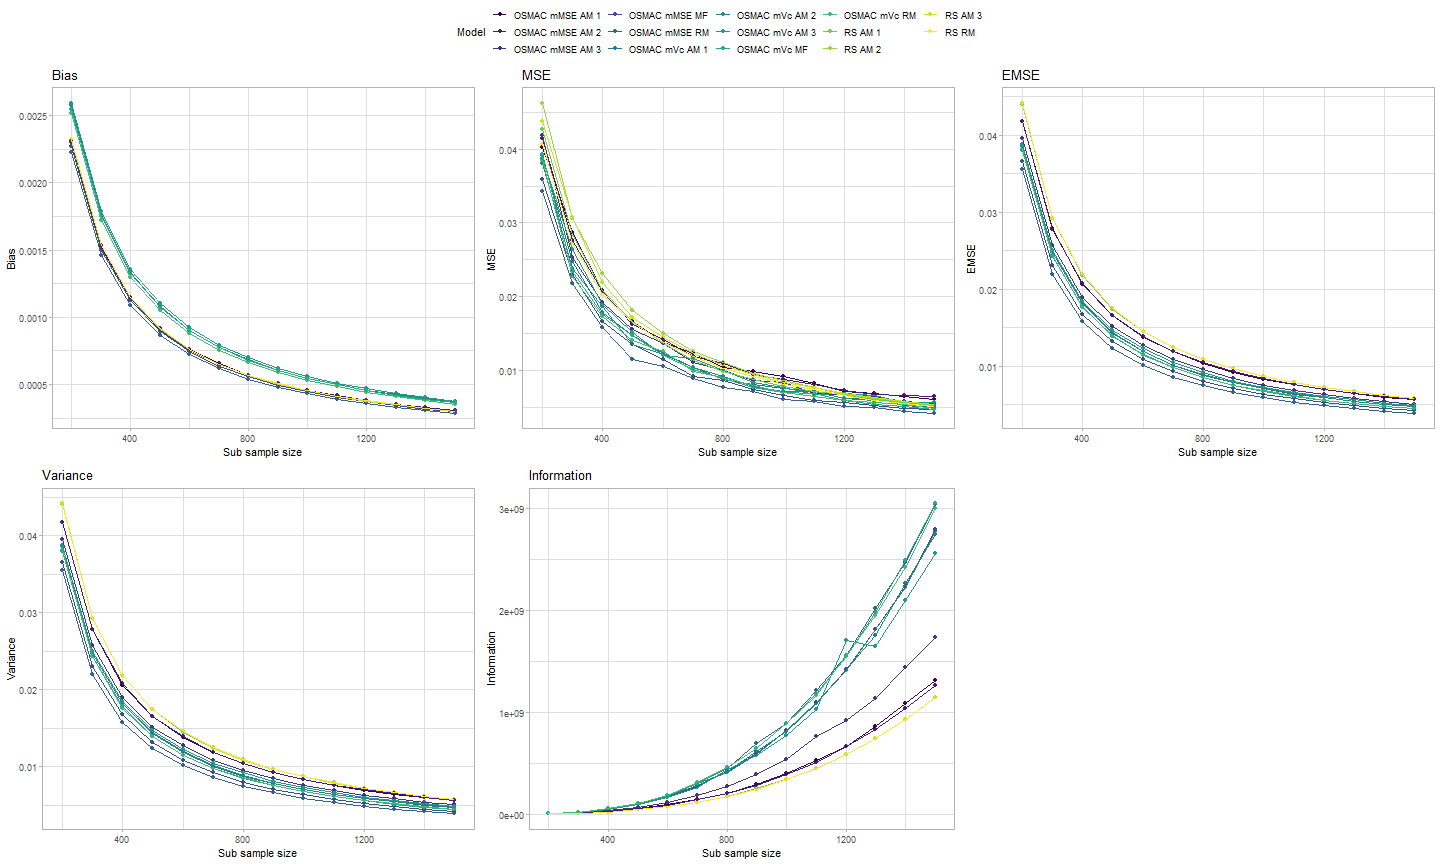 Model OSMAC mMSE AM 1 OSMAC mMSE MF OSMAC mVc AM 2 OSMAC mVc RM RS AM 3
OSMAC mMSE AM 2 OSMAC mMSE RM OSMAC mVc AM 3 RS AM 1 RS RM
OSMAC mMSE AM 3 OSMAC mVc AM 1 OSMAC mVc MF RS AM 2
Bias
0.0025
0.0020
0.0015
0.0010
0.0005
Bias
400 800 1200
Sub sample size
MSE
0.04
0.03
0.02
0.01
MSE
400 800 1200
Sub sample size
EMSE
0.04
0.03
0.02
0.01
EMSE
400 800 1200
Sub sample size
Variance
0.04
0.03
0.02
0.01
Variance
400 800 1200
Sub sample size
Information
3e+09
2e+09
1e+09
0e+00
Information
400 800 1200
Sub sample size